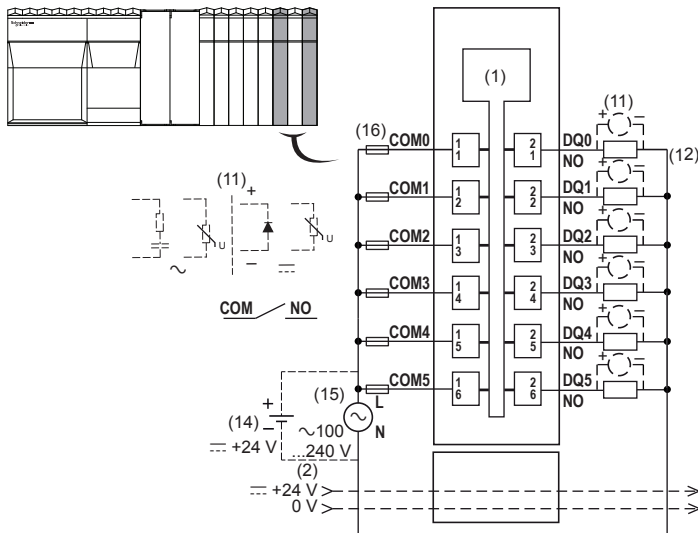 Schneider
(1)
(11)
(16) COM0 1 1 2 1 DQ0 NO + − (12)
(11) + COM1 1 2 2 2 DQ1 NO + −
U − U COM2 1 3 2 3 DQ2 NO + −
COM NO COM3 1 4 2 4 DQ3 NO + −
COM4 1 5 2 5 DQ4 NO + −
COM5 1 6 2 6 DQ5 NO + −
(15) L
+ (14) − ~ N
~100
+24 V ...240 V
(2)
+24 V
0 V